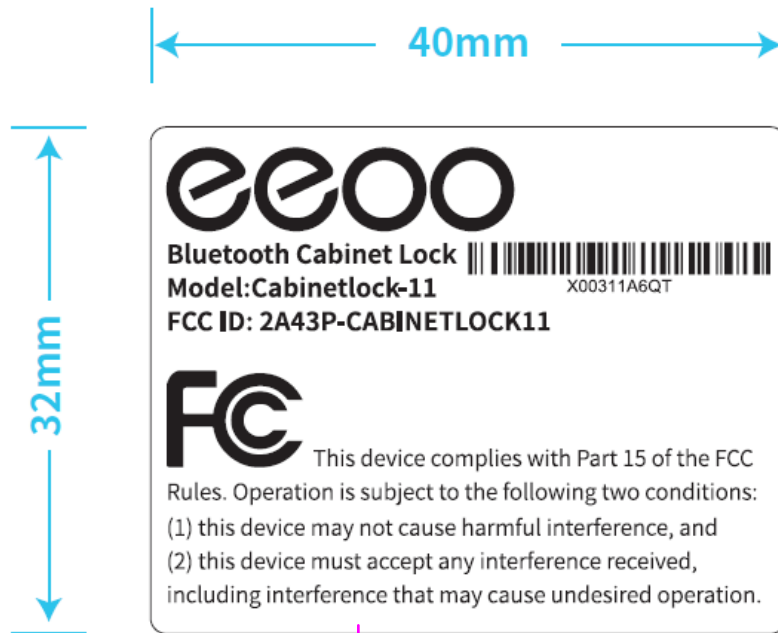 40mm
32mm
eeoo
Bluetooth Cabinet Lock
X00311A6QT
Model:Cabinetlock-11
FCC ID: 2A43P-CABINETLOCK11
FC This device complies with Part 15 of the FCC
Rules. Operation is subject to the following two conditions:
(1) this device may not cause harmful interference, and
(2) this device must accept any interference received,
including interference that may cause undesired operation.